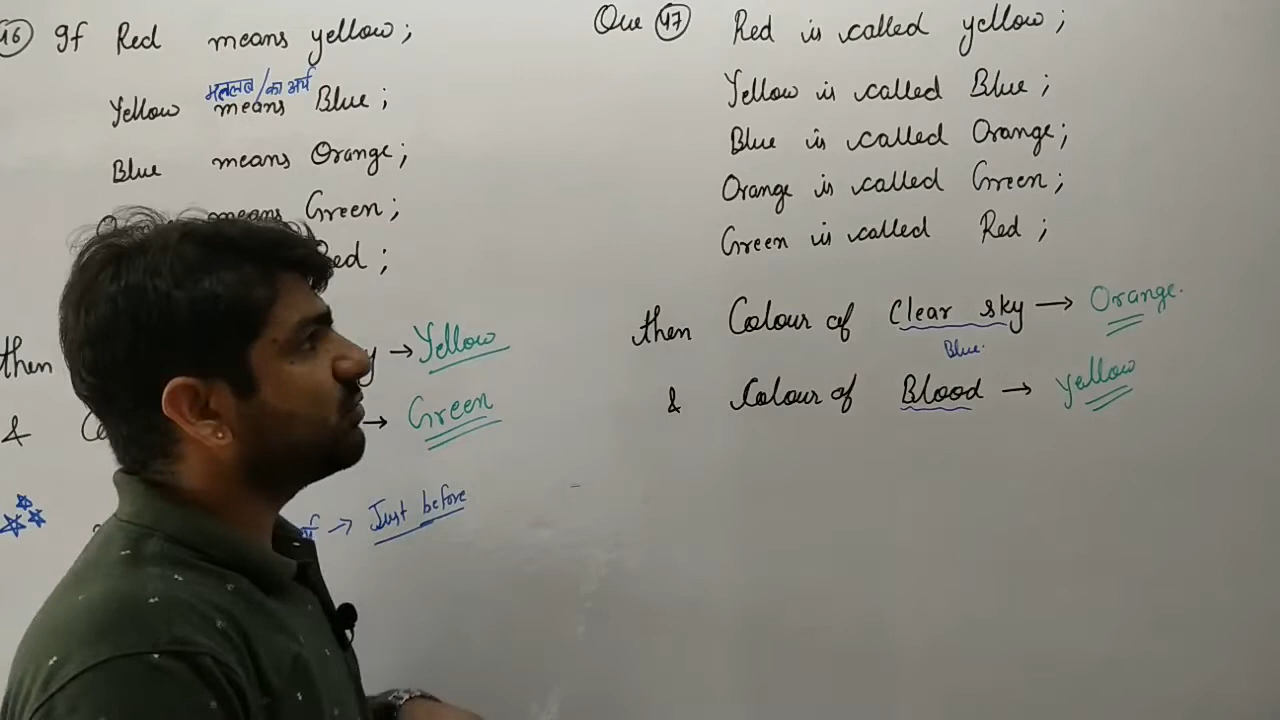 46 If Red means yellow;
मतलब/का अर्थ
Yellow means Blue;
Blue means Orange;
means Green;
Red;
then → Yellow
& → Green
→ Just before
Que 47 Red is called yellow;
Yellow is called Blue;
Blue is called Orange;
Orange is called Green;
Green is called Red;
then Colour of Clear sky → Orange.
Blue.
& Colour of Blood → yellow